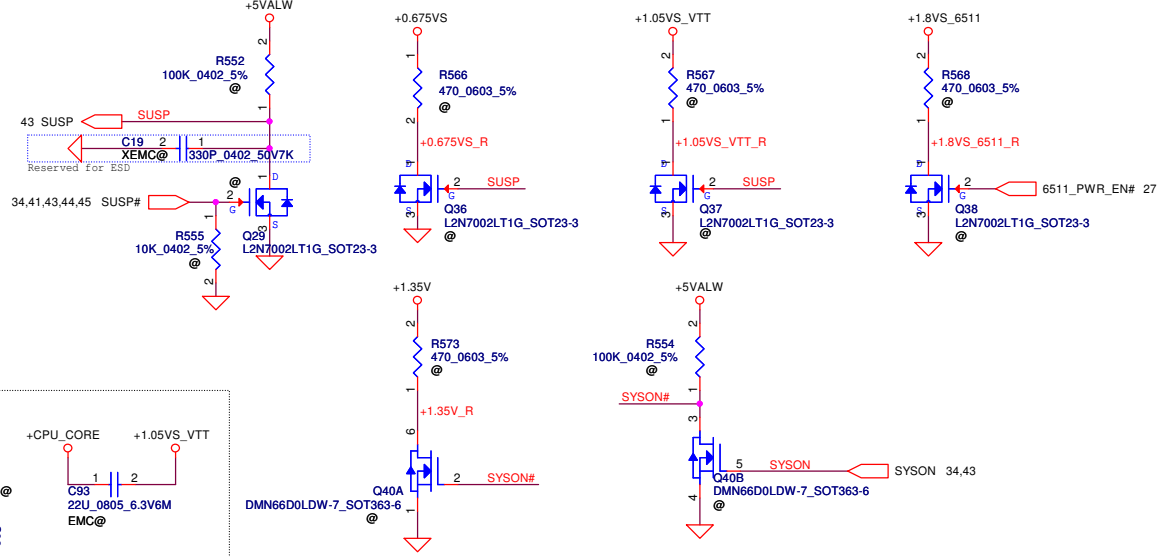 +5VALW
2
R552
100K_0402_5%
@
1
43 SUSP
SUSP
C19 2 1
XEMC@ 330P_0402_50V7K
Reserved for ESD
@
1 D
34,41,43,44,45 SUSP#
2
G
S
3
1
R555
10K_0402_5%
@
2
Q29
L2N7002LT1G_SOT23-3
+0.675VS
1
R566
470_0603_5%
@
2
+0.675VS_R
1
D
2 SUSP
G
S
3
Q36
L2N7002LT1G_SOT23-3
@
+1.05VS_VTT
2
R567
470_0603_5%
@
1
+1.05VS_VTT_R
1
D
2 SUSP
G
S
3
Q37
L2N7002LT1G_SOT23-3
@
+1.8VS_6511
2
R568
470_0603_5%
@
1
+1.8VS_6511_R
1
D
2
G
6511_PWR_EN# 27
S
3
Q38
L2N7002LT1G_SOT23-3
@
+1.35V
2
R573
470_0603_5%
@
1
+1.35V_R
6
2 SYSON#
Q40A
DMN66D0LDW-7_SOT363-6
@
1
+5VALW
2
R554
100K_0402_5%
@
1
SYSON#
3
5 SYSON
SYSON 34,43
Q40B
DMN66D0LDW-7_SOT363-6
4
@
+CPU_CORE
+1.05VS_VTT
1 2
C93
22U_0805_6.3V6M
EMC@
@